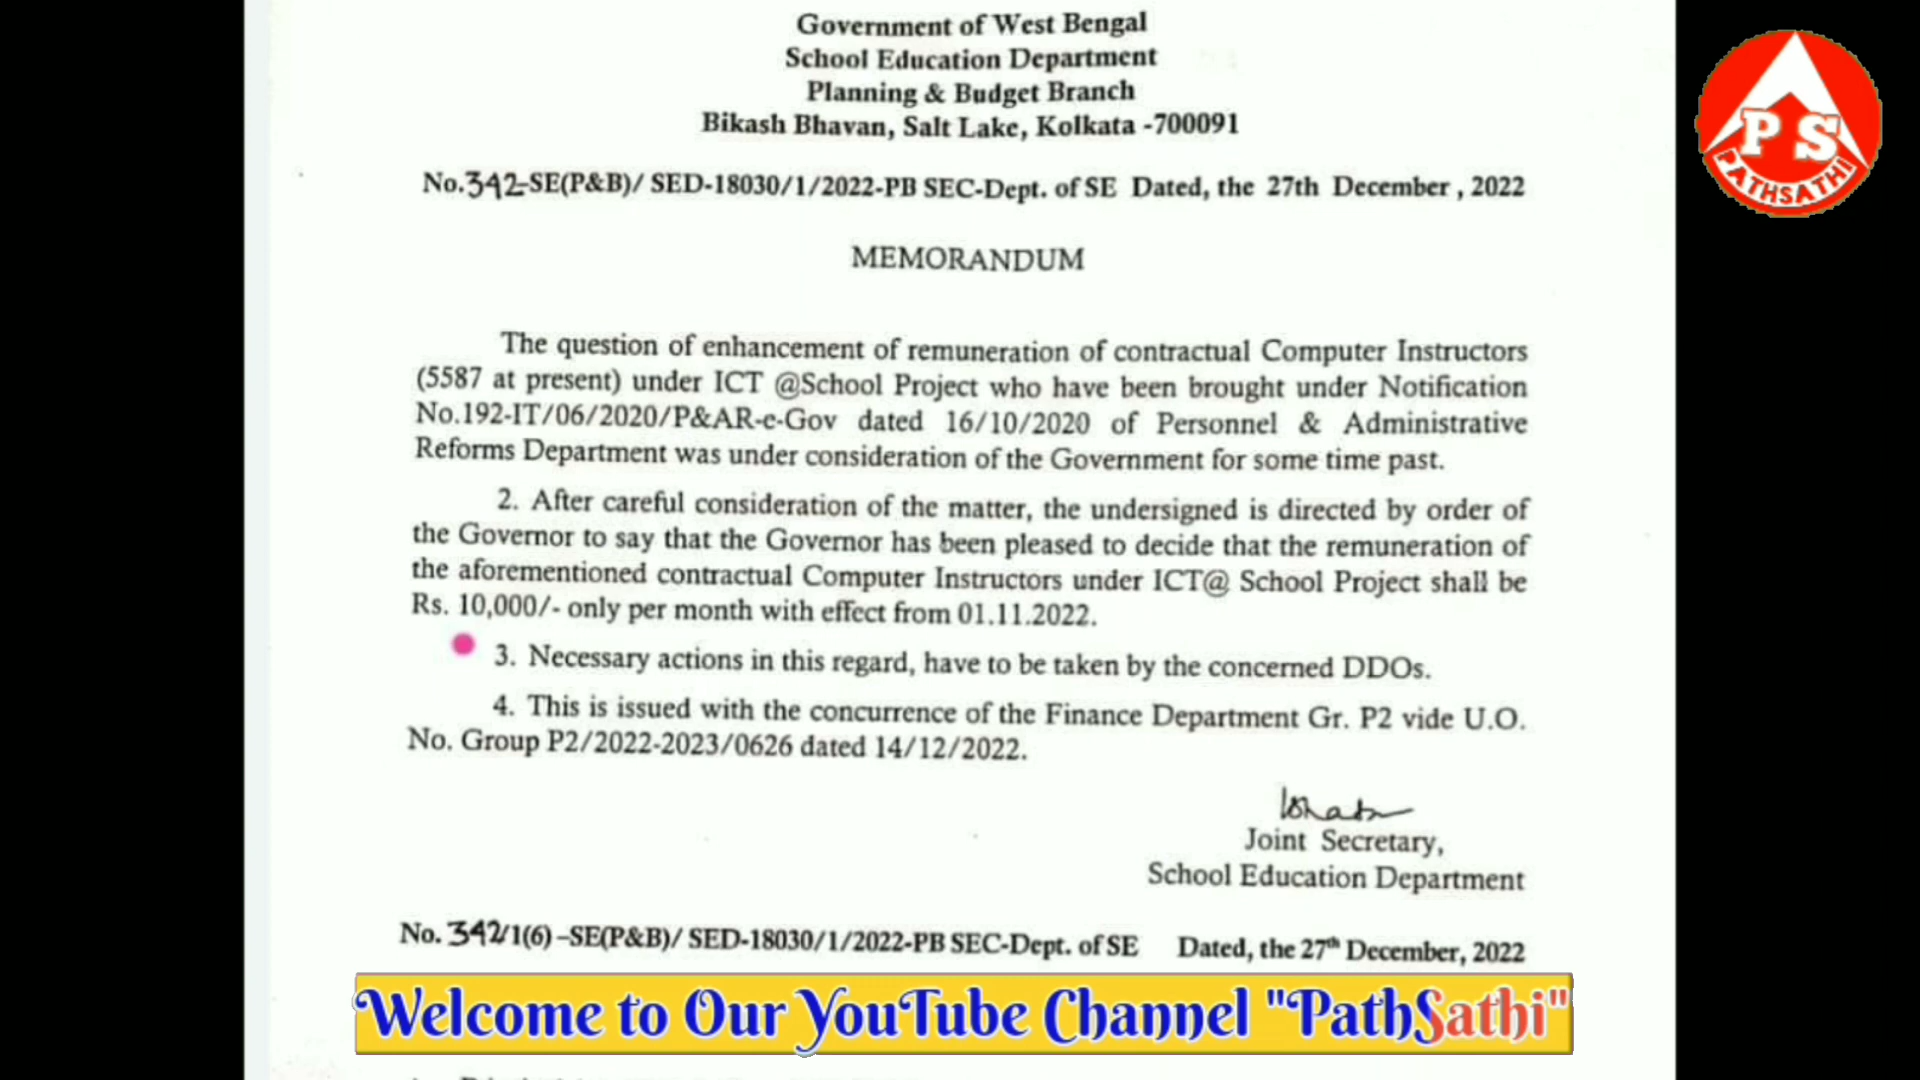 Government of West Bengal
School Education Department
Planning & Budget Branch
Bikash Bhavan, Salt Lake, Kolkata -700091
No.342-SE(P&B)/ SED-18030/1/2022-PB SEC-Dept. of SE Dated, the 27th December , 2022
MEMORANDUM
The question of enhancement of remuneration of contractual Computer Instructors
(5587 at present) under ICT @School Project who have been brought under Notification
No.192-IT/06/2020/P&AR-e-Gov dated 16/10/2020 of Personnel & Administrative
Reforms Department was under consideration of the Government for some time past.
2. After careful consideration of the matter, the undersigned is directed by order of
the Governor to say that the Governor has been pleased to decide that the remuneration of
the aforementioned contractual Computer Instructors under ICT@ School Project shall be
Rs. 10,000/- only per month with effect from 01.11.2022.
3. Necessary actions in this regard, have to be taken by the concerned DDOs.
4. This is issued with the concurrence of the Finance Department Gr. P2 vide U.O.
No. Group P2/2022-2023/0626 dated 14/12/2022.
Joint Secretary,
School Education Department
No. 342/1(6) –SE(P&B)/ SED-18030/1/2022-PB SEC-Dept. of SE Dated, the 27th December, 2022
Welcome to Our YouTube Channel "PathSathi"
P S
PATHSATHI